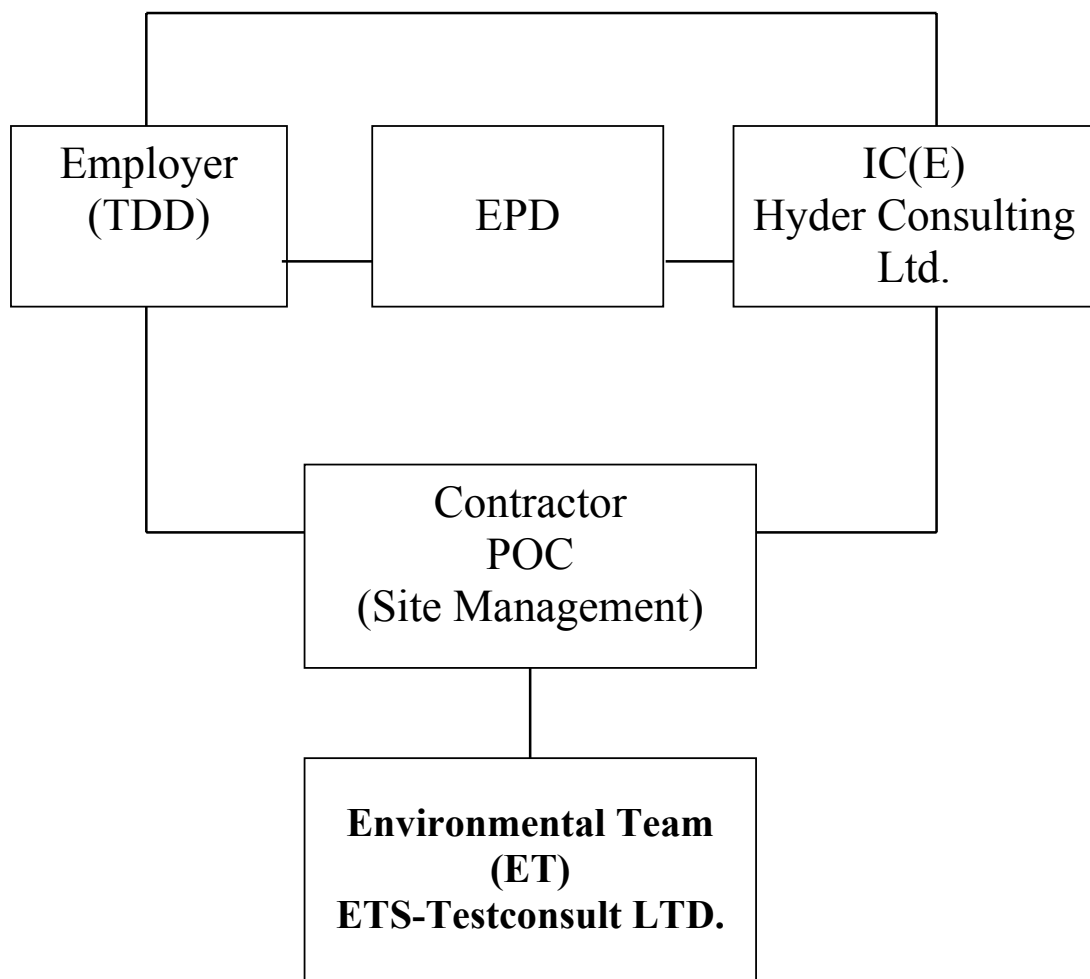 Employer
(TDD)
EPD
IC(E)
Hyder Consulting
Ltd.
Contractor
POC
(Site Management)
Environmental Team
(ET)
ETS-Testconsult LTD.